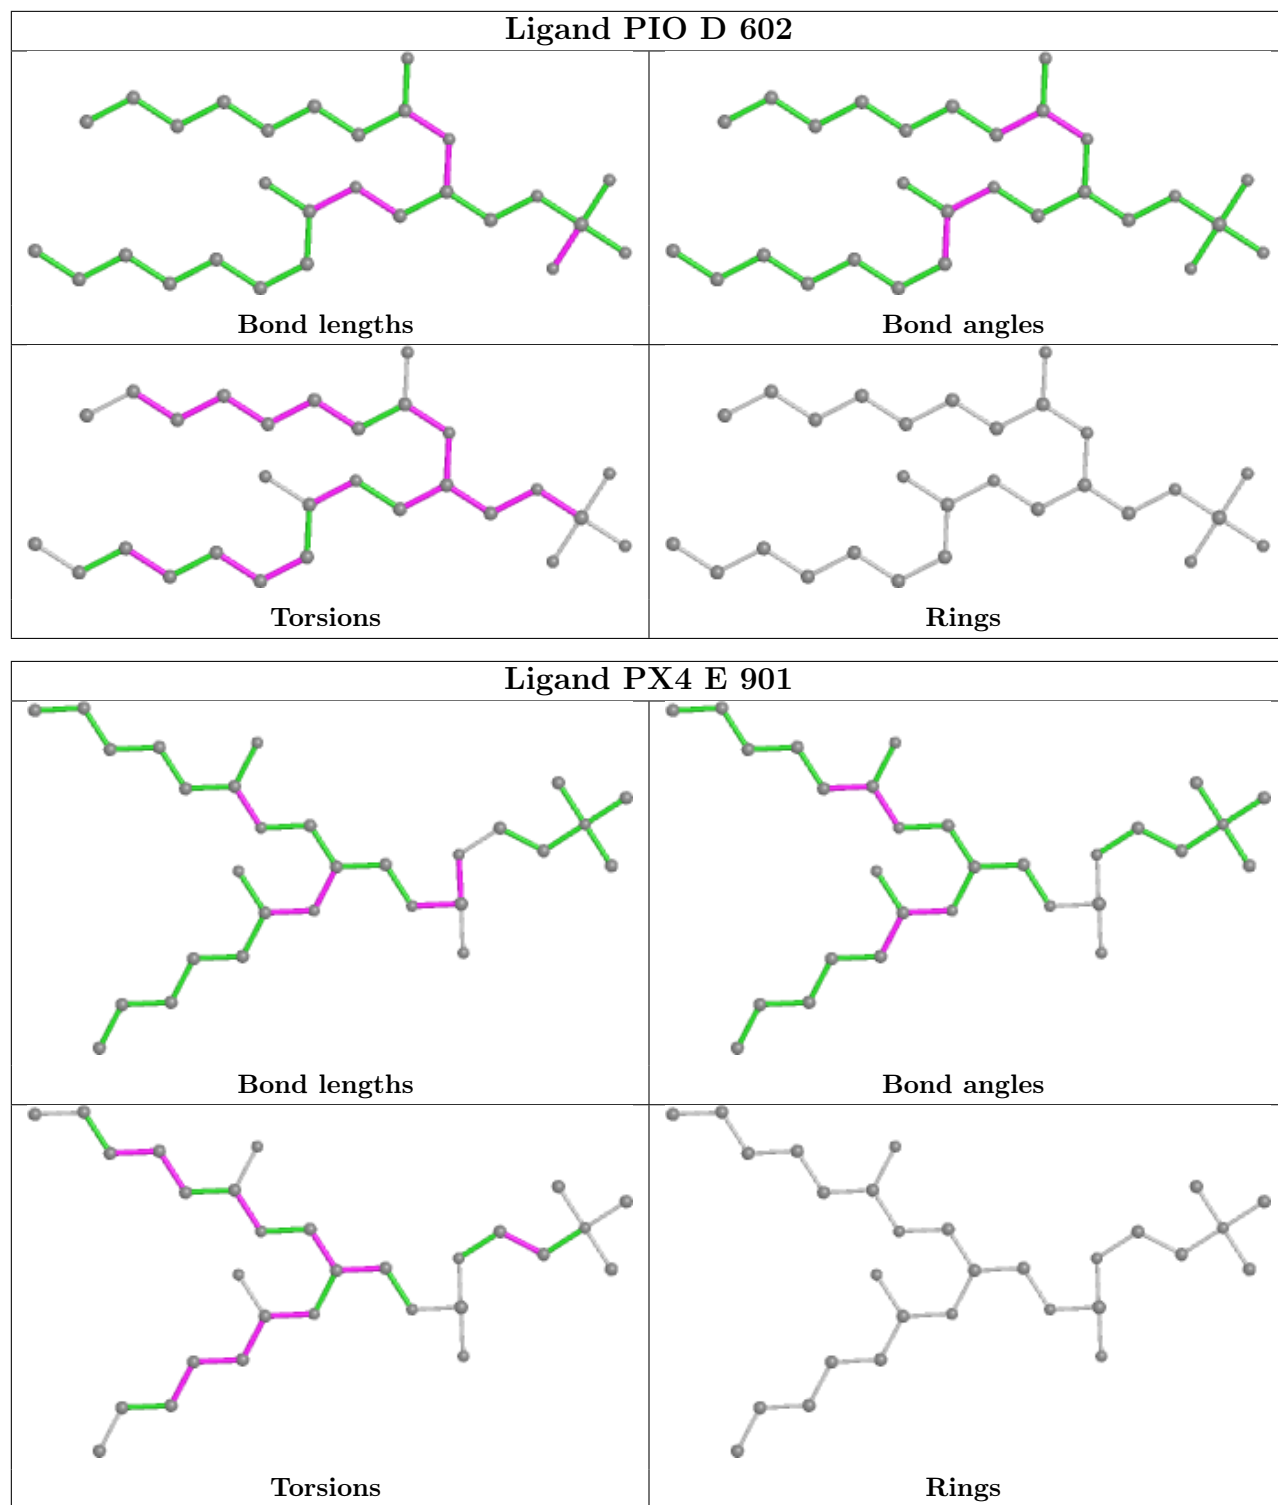 Ligand PIO D 602
Bond lengths
Bond angles
Torsions
Rings
Ligand PX4 E 901
Bond lengths
Bond angles
Torsions
Rings